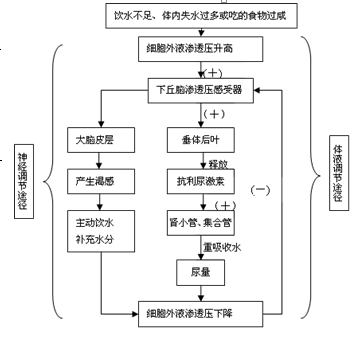 饮水不足、体内失水过多或吃的食物过咸
细胞外液渗透压升高
（+）
下丘脑渗透压感受器
（+）
大脑皮层
垂体后叶
释放
产生渴感
抗利尿激素
（+）
（—）
主动饮水
补充水分
肾小管、集合管
重吸收水
尿量
细胞外液渗透压下降
神经调节途径
体液调节途径